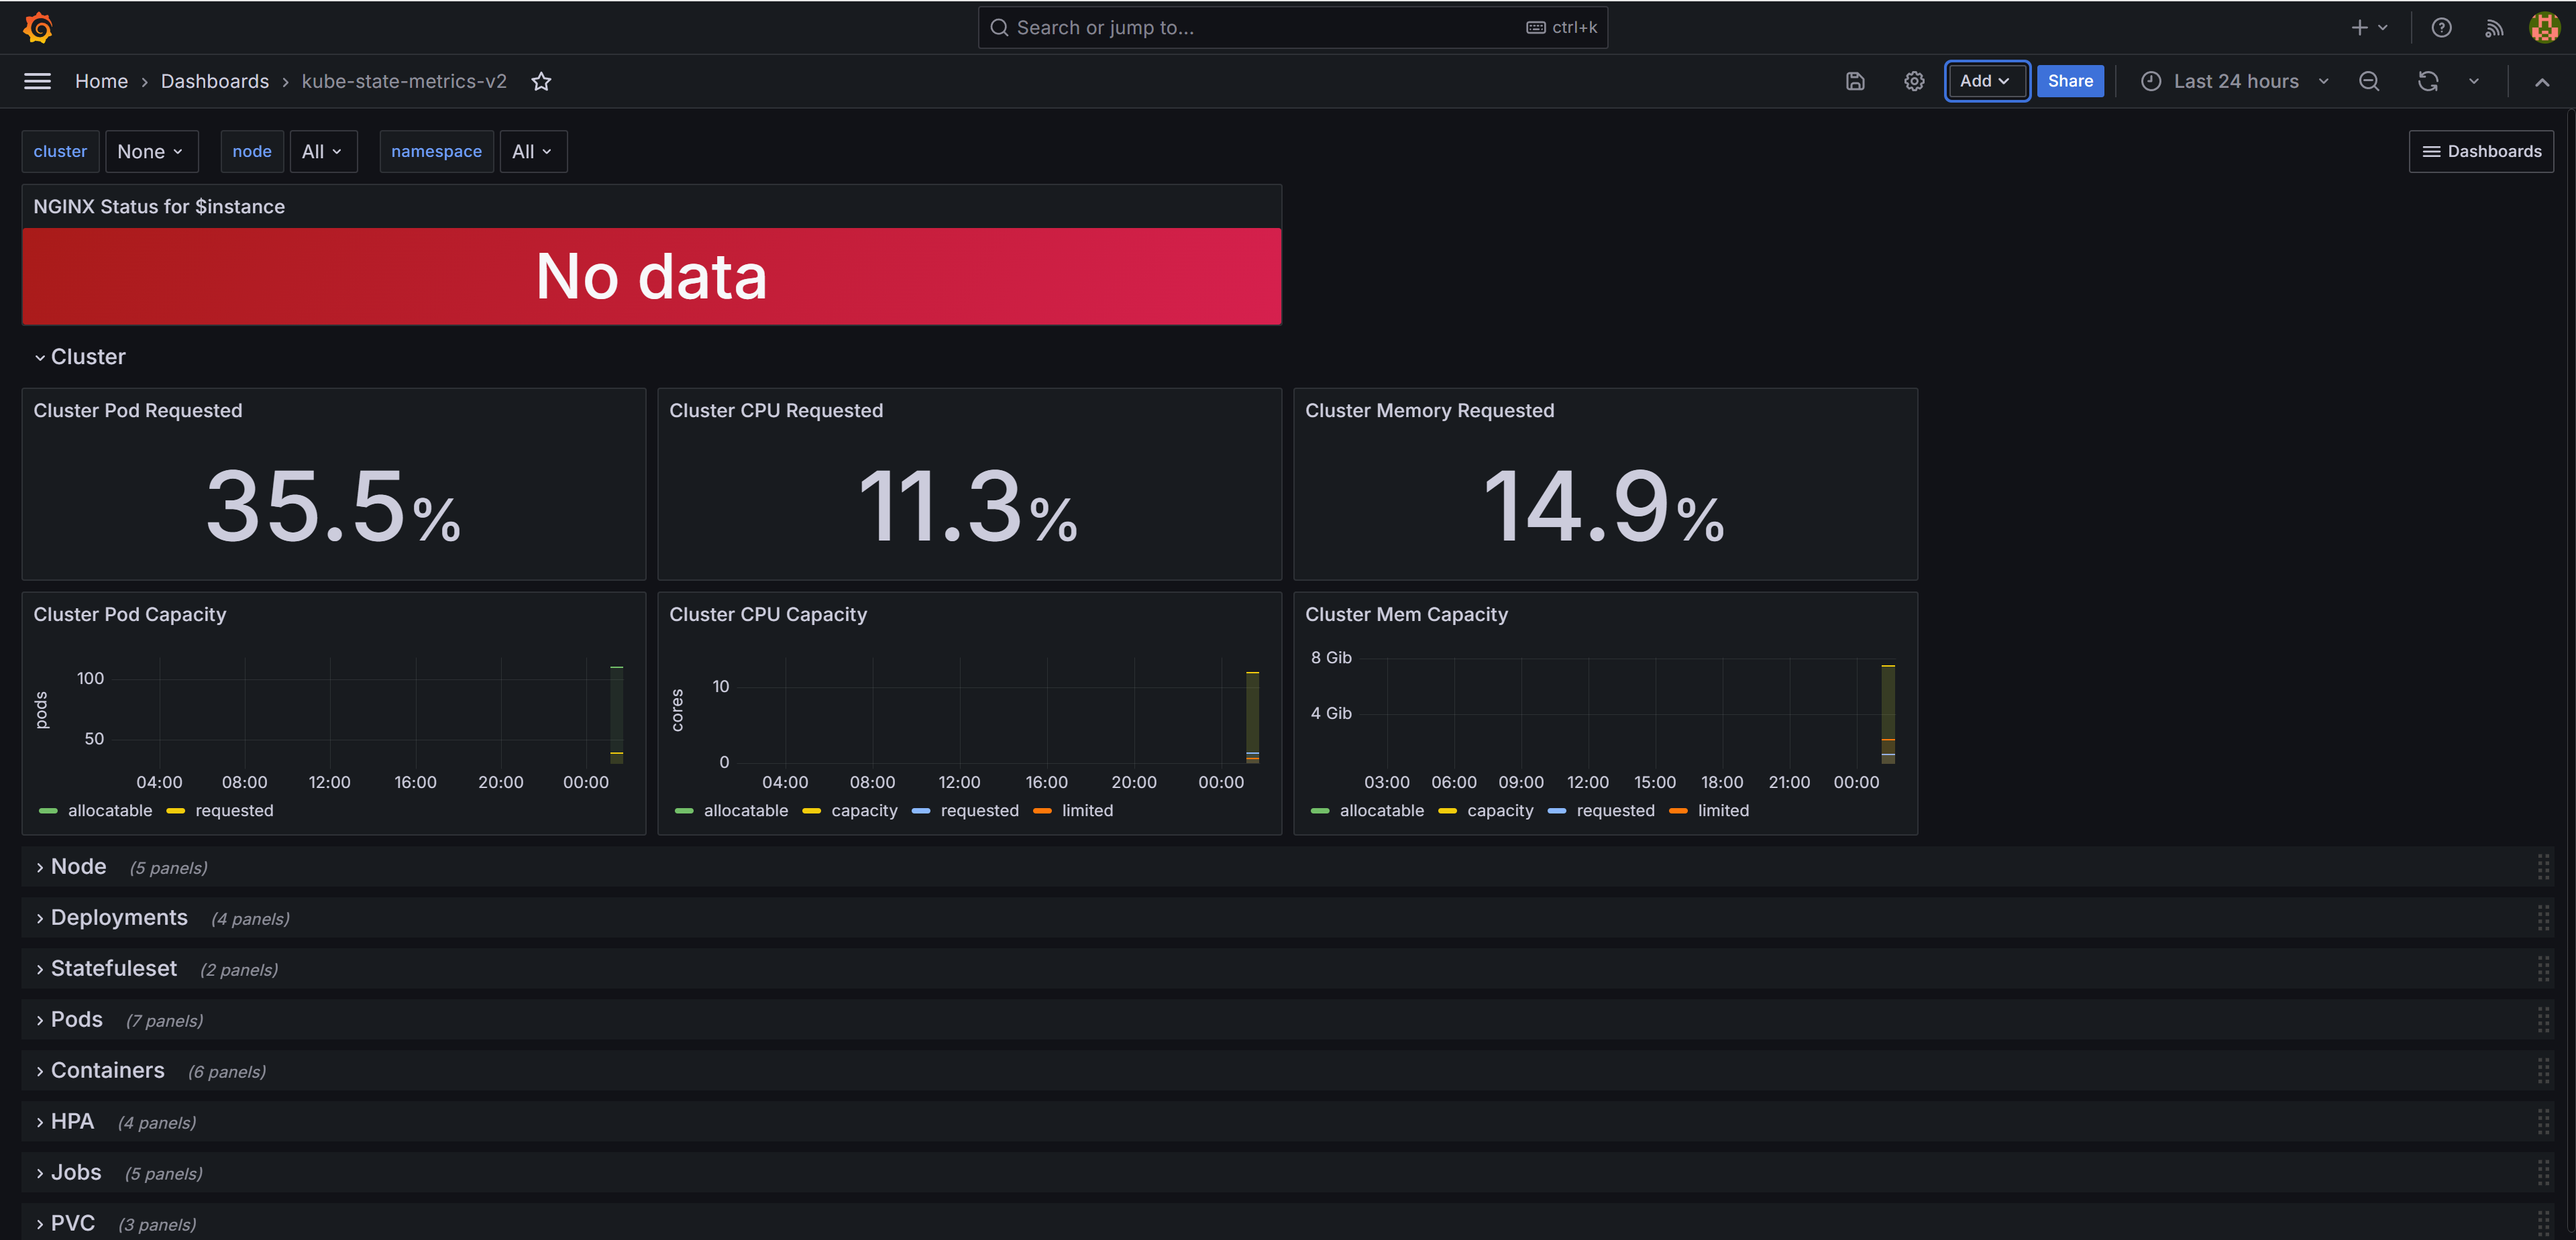 Search or jump to...
ctrl+k
Home
Dashboards
kube-state-metrics-v2
Add
Share
Last 24 hours
cluster
None
node
All
namespace
All
Dashboards
NGINX Status for $instance
No data
Cluster
Cluster Pod Requested
35.5%
Cluster CPU Requested
11.3%
Cluster Memory Requested
14.9%
Cluster Pod Capacity
pods
100
50
04:00 08:00 12:00 16:00 20:00 00:00
allocatable requested
Cluster CPU Capacity
cores
10
0
04:00 08:00 12:00 16:00 20:00 00:00
allocatable capacity requested limited
Cluster Mem Capacity
8 Gib
4 Gib
03:00 06:00 09:00 12:00 15:00 18:00 21:00 00:00
allocatable capacity requested limited
Node (5 panels)
Deployments (4 panels)
Statefuleset (2 panels)
Pods (7 panels)
Containers (6 panels)
HPA (4 panels)
Jobs (5 panels)
PVC (3 panels)